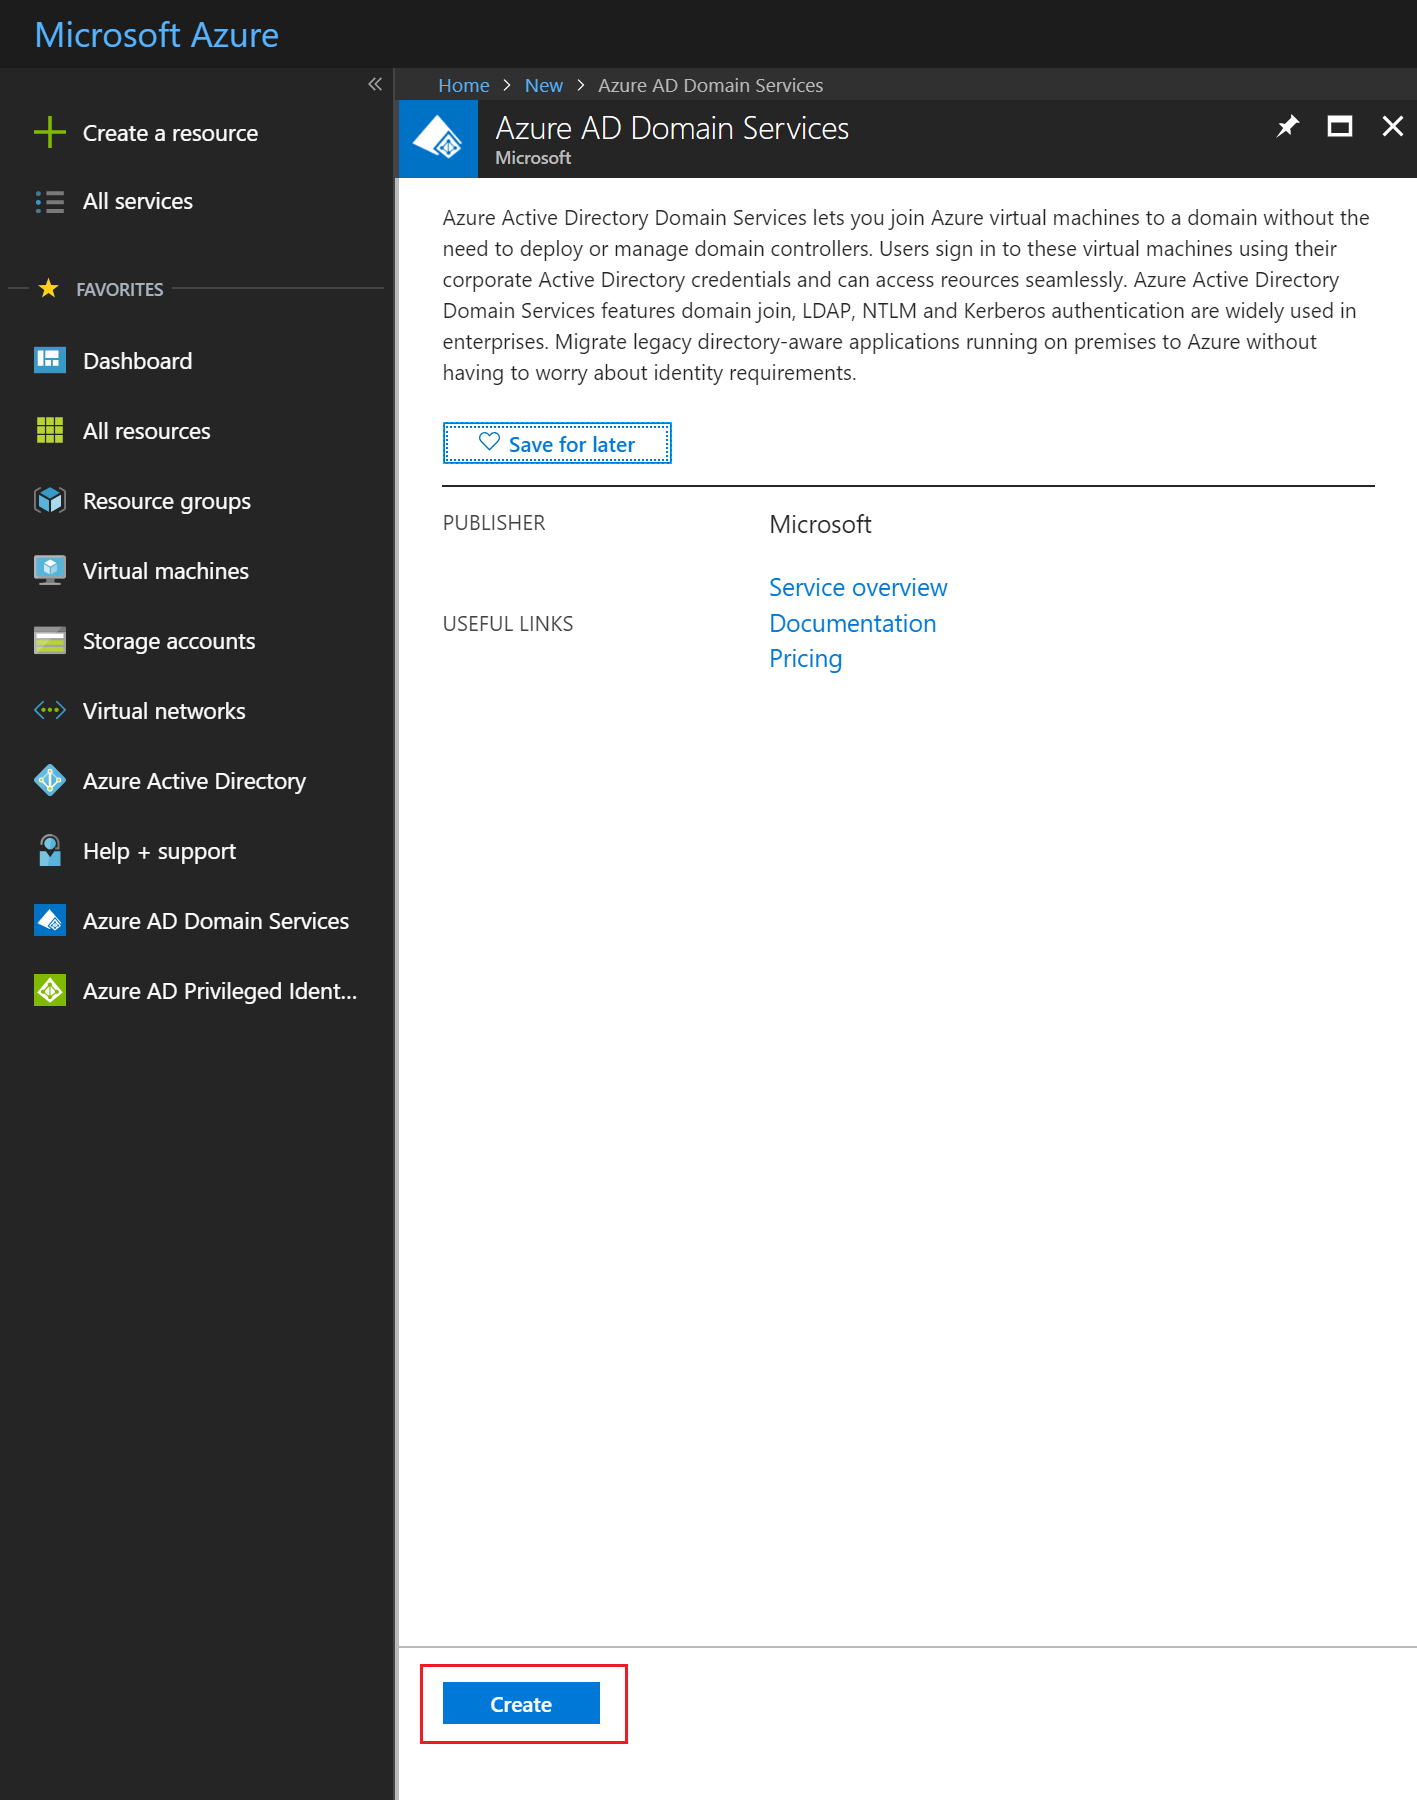 Microsoft Azure
Create a resource
All services
FAVORITES
Dashboard
All resources
Resource groups
Virtual machines
Storage accounts
Virtual networks
Azure Active Directory
Help + support
Azure AD Domain Services
Azure AD Privileged Ident...
Home > New > Azure AD Domain Services
Azure AD Domain Services
Microsoft
Azure Active Directory Domain Services lets you join Azure virtual machines to a domain without the
need to deploy or manage domain controllers. Users sign in to these virtual machines using their
corporate Active Directory credentials and can access reources seamlessly. Azure Active Directory
Domain Services features domain join, LDAP, NTLM and Kerberos authentication are widely used in
enterprises. Migrate legacy directory-aware applications running on premises to Azure without
having to worry about identity requirements.
Save for later
PUBLISHER
Microsoft
USEFUL LINKS
Service overview
Documentation
Pricing
Create